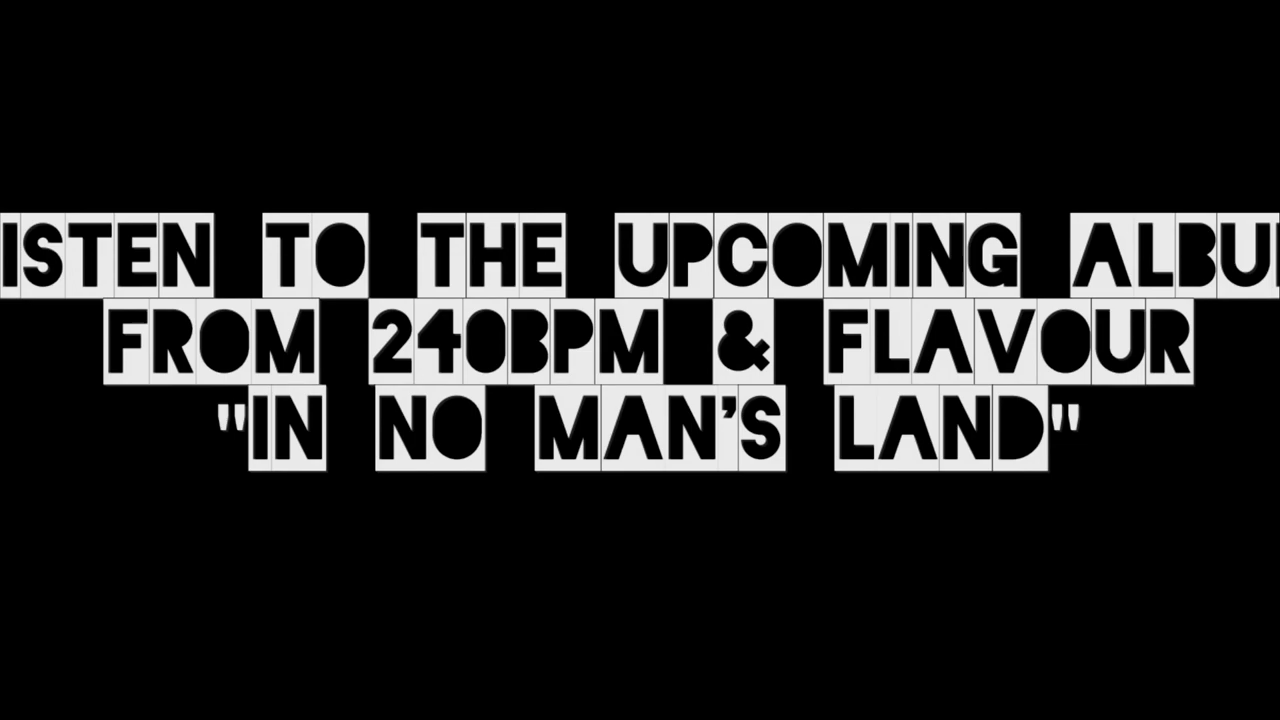 ISTEN TO THE UPCOMING ALBU
FROM 240BPM & FLAVOUR
"IN NO MAN'S LAND"